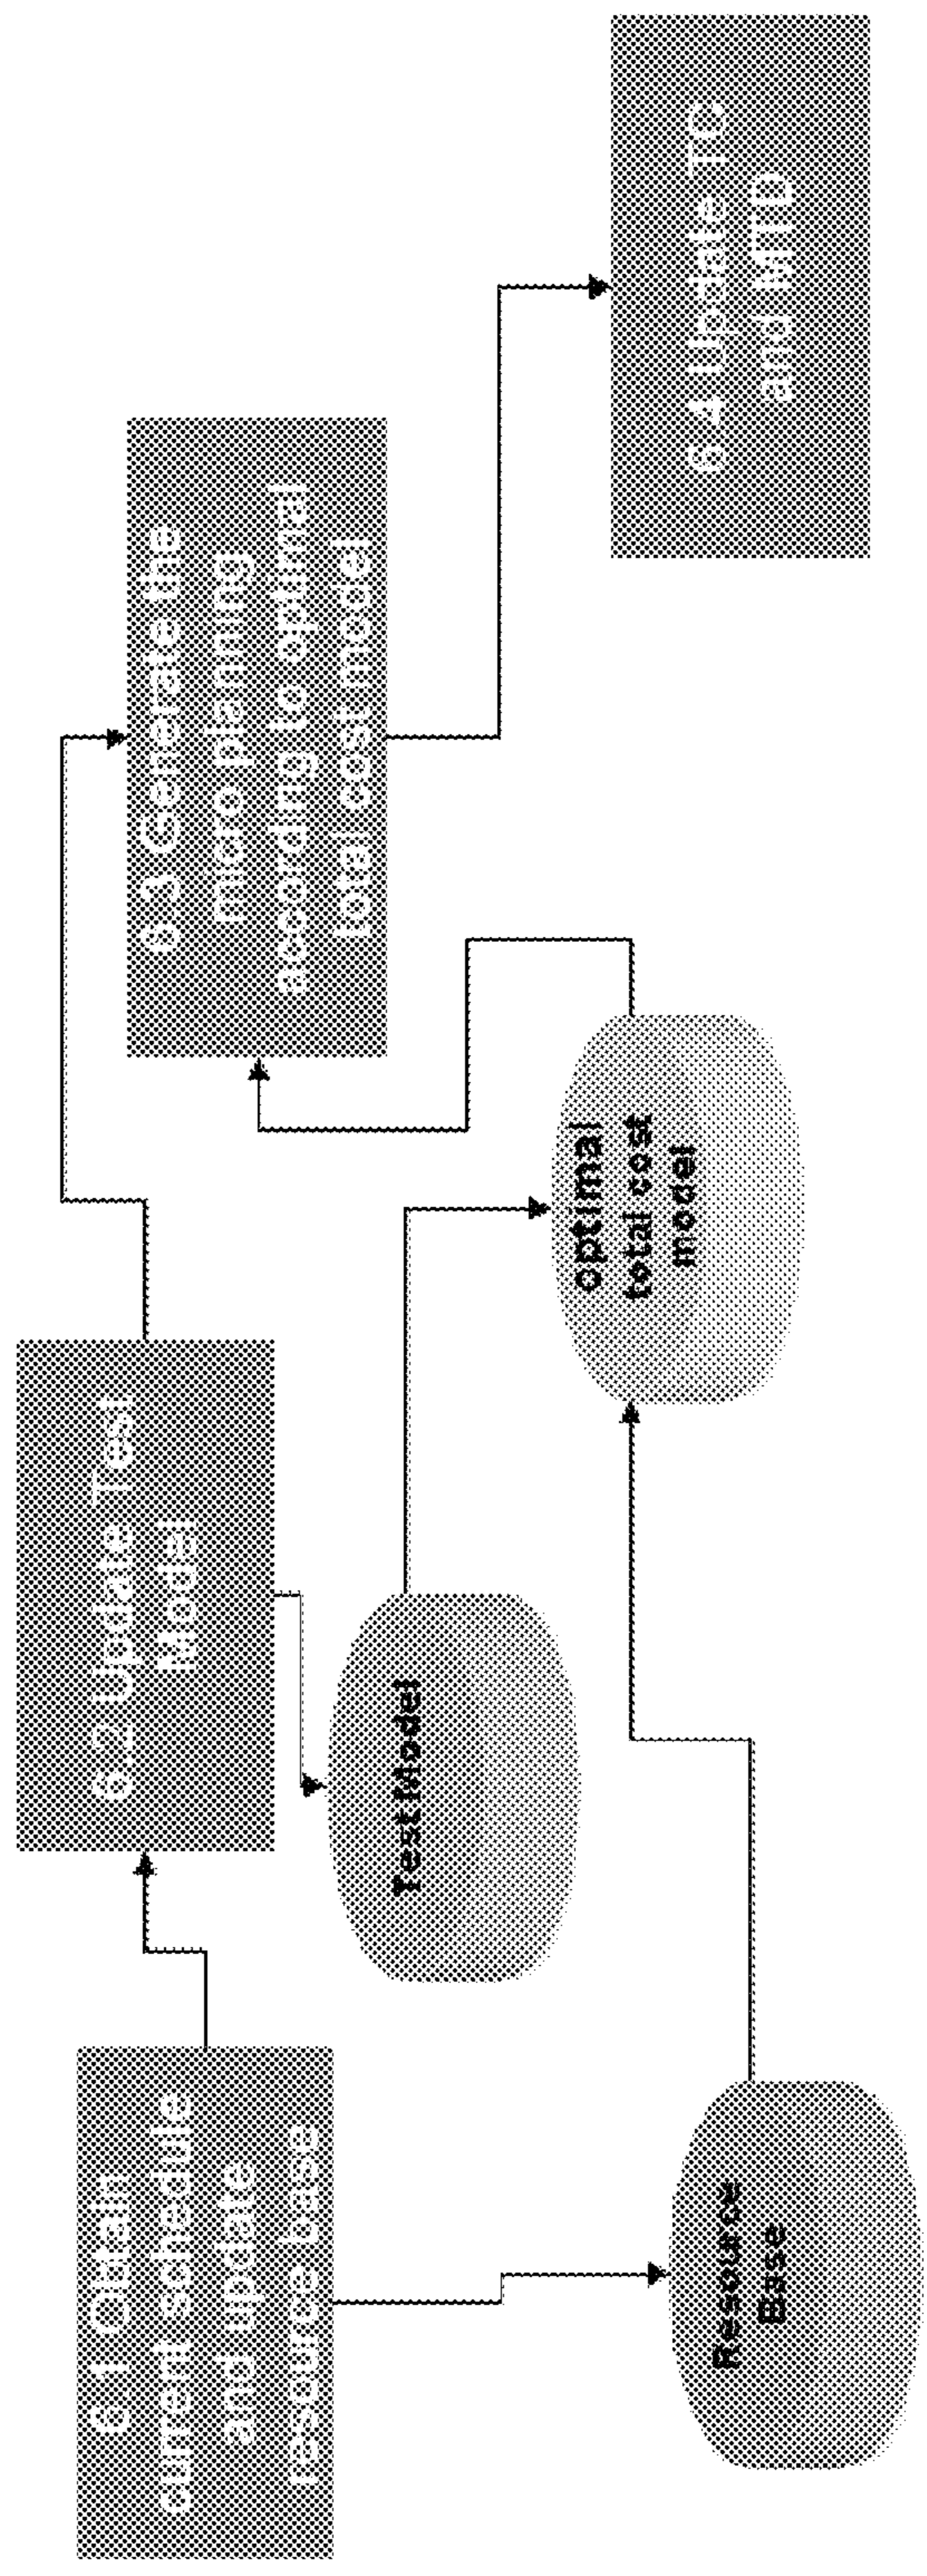 6.1 Obtain
current schedule
and update
resource base
6.2 Update Test
Model
6.3 Generate the
micro planning
according to optimal
total cost model
6.4 Update TC
and MTD
TestModel
optimal
total cost
model
Resource
Base